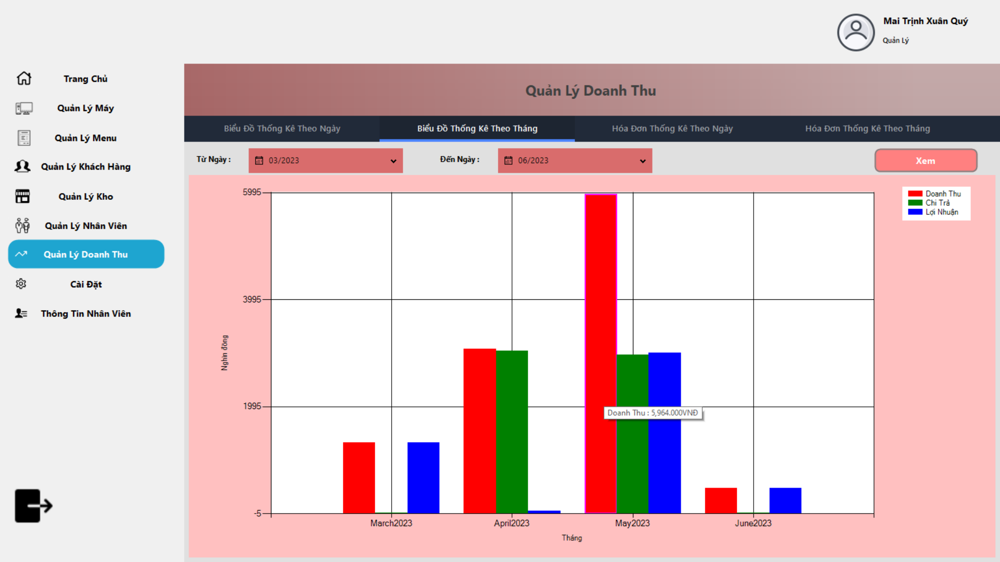 Mai Trịnh Xuân Quý
Quản Lý
Trang Chủ
Quản Lý Máy
Quản Lý Menu
Quản Lý Khách Hàng
Quản Lý Kho
Quản Lý Nhân Viên
Quản Lý Doanh Thu
Cài Đặt
Thông Tin Nhân Viên
Quản Lý Doanh Thu
Biểu Đồ Thống Kê Theo Ngày
Biểu Đồ Thống Kê Theo Tháng
Hóa Đơn Thống Kê Theo Ngày
Hóa Đơn Thống Kê Theo Tháng
Từ Ngày :
03/2023
Đến Ngày :
06/2023
Xem
Doanh Thu
Chi Trả
Lợi Nhuận
5995
3995
1995
-5
Nghìn đồng
Doanh Thu : 5,964.000VNĐ
March2023
April2023
May2023
June2023
Tháng